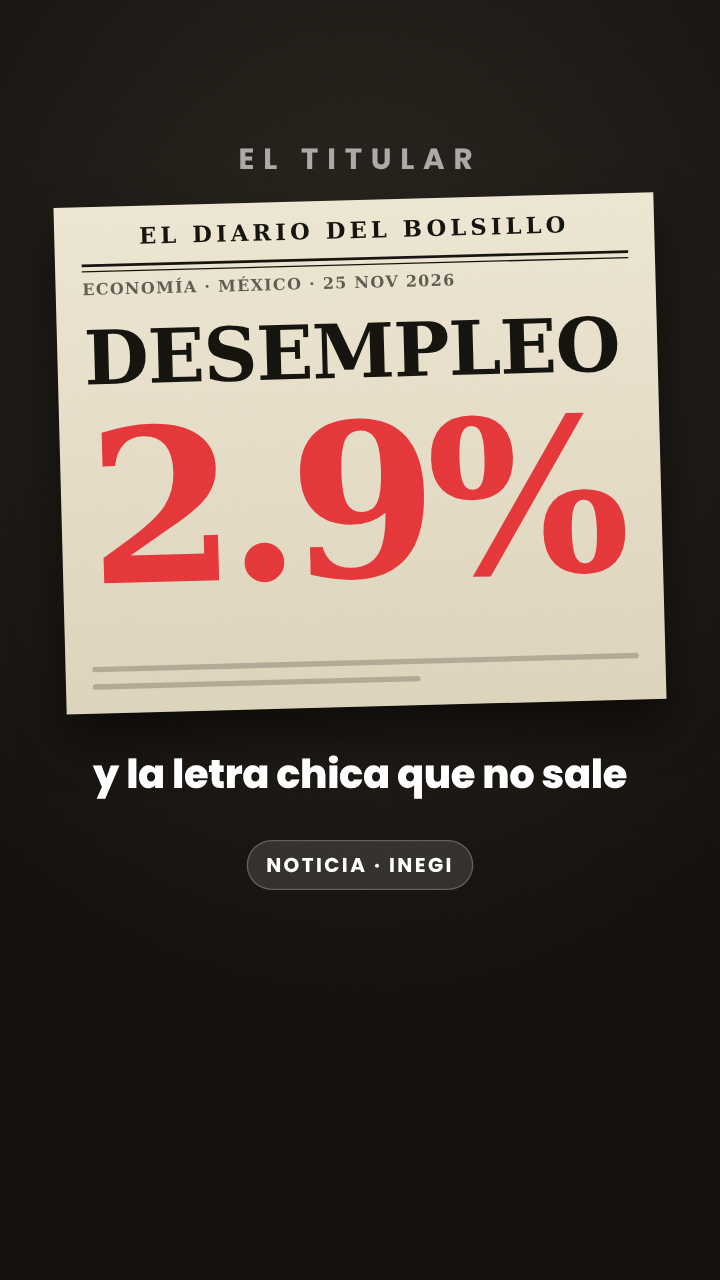 EL TITULAR
EL DIARIO DEL BOLSILLO
ECONOMÍA · MÉXICO · 25 NOV 2026
DESEMPLEO
2.9%
y la letra chica que no sale
NOTICIA · INEGI